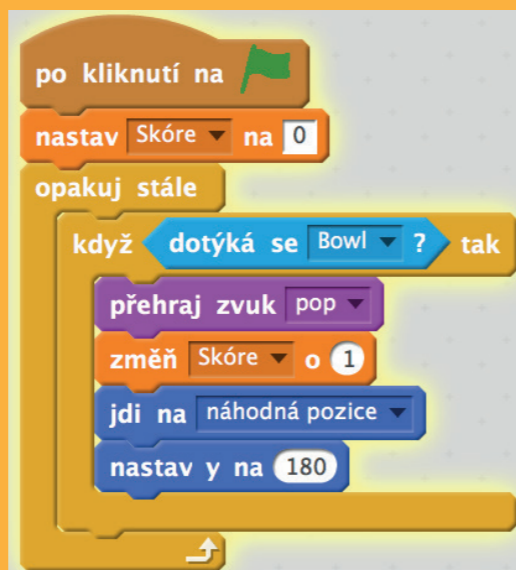 po kliknutí na
nastav Skóre na 0
opakuj stále
když dotýká se Bowl ? tak
přehraj zvuk pop
změň Skóre o 1
jdi na náhodná pozice
nastav y na 180